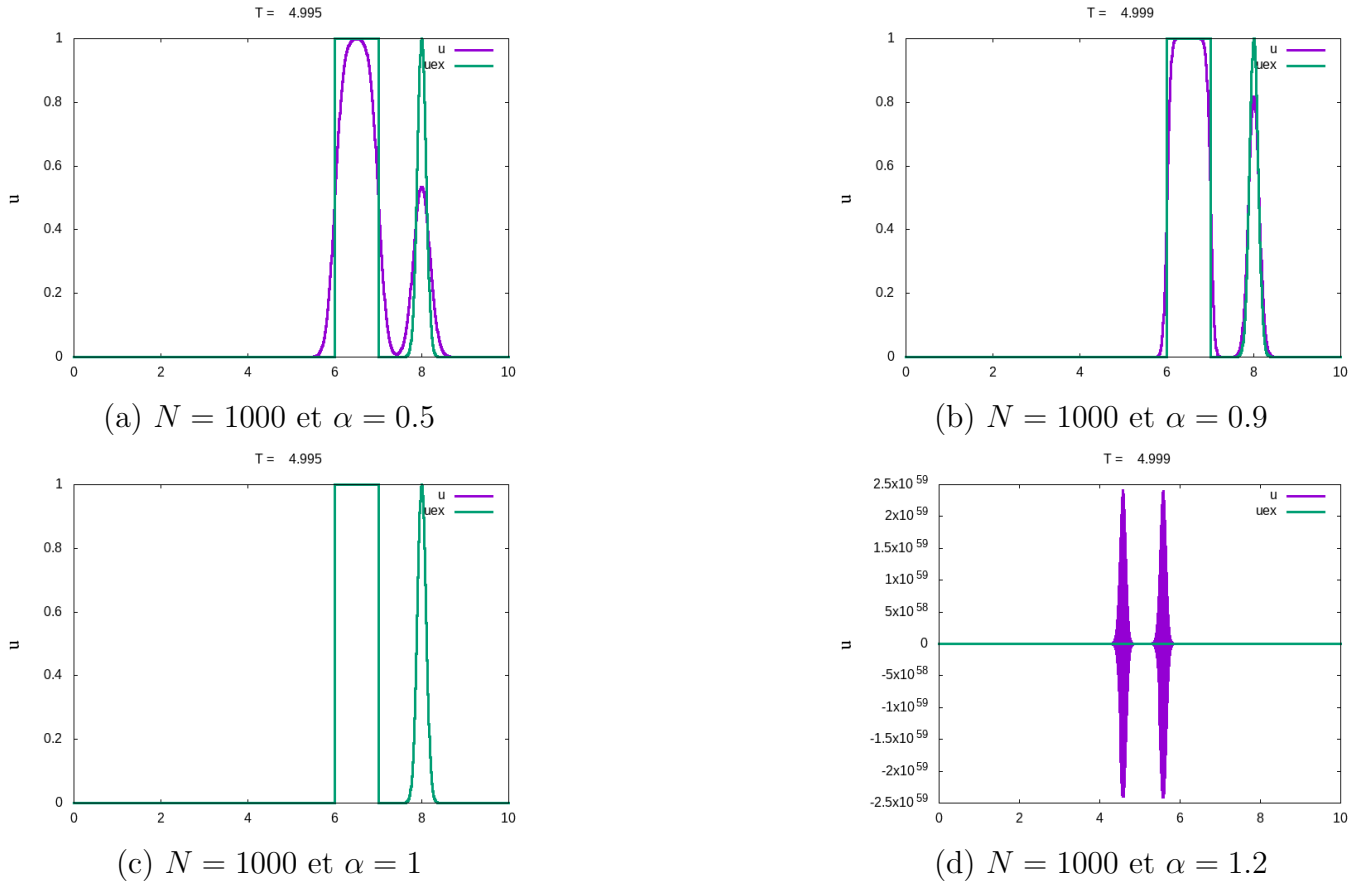 T = 4.995
u
uex
1
0.8
0.6
0.4
0.2
0
u
0 2 4 6 8 10
(a) N = 1000 et α = 0.5
T = 4.999
u
uex
1
0.8
0.6
0.4
0.2
0
u
0 2 4 6 8 10
(b) N = 1000 et α = 0.9
T = 4.995
u
uex
1
0.8
0.6
0.4
0.2
0
u
0 2 4 6 8 10
(c) N = 1000 et α = 1
T = 4.999
u
uex
2.5x10^59
2x10^59
1.5x10^59
1x10^59
5x10^58
0
-5x10^58
-1x10^59
-1.5x10^59
-2x10^59
-2.5x10^59
u
0 2 4 6 8 10
(d) N = 1000 et α = 1.2